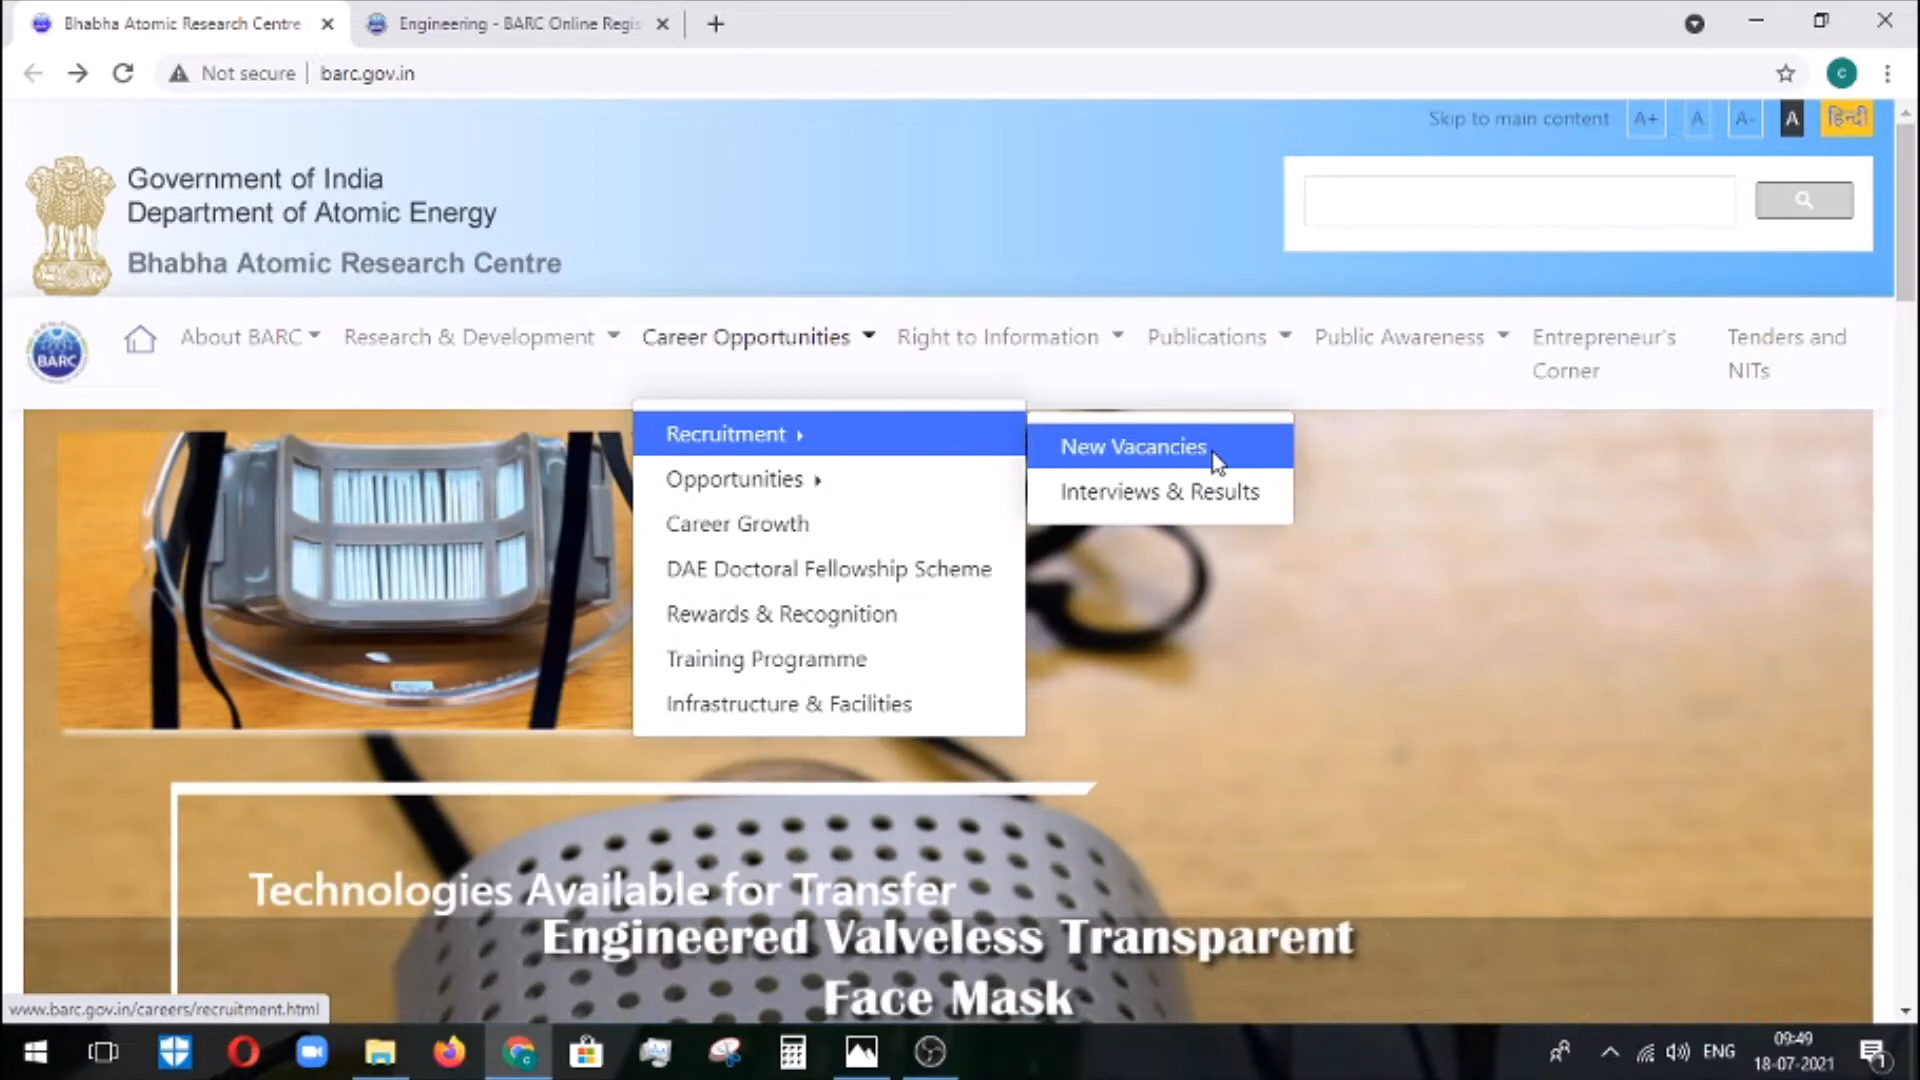 Bhabha Atomic Research Centre
Engineering - BARC Online Regis
Not secure
barc.gov.in
c
Skip to main content
A+
A
A-
A
हिन्दी
Government of India
Department of Atomic Energy
Bhabha Atomic Research Centre
BARC
About BARC
Research & Development
Career Opportunities
Right to Information
Publications
Public Awareness
Entrepreneur's
Corner
Tenders and
NITs
Recruitment
Opportunities
Career Growth
DAE Doctoral Fellowship Scheme
Rewards & Recognition
Training Programme
Infrastructure & Facilities
New Vacancies
Interviews & Results
Technologies Available for Transfer
Engineered Valveless Transparent
Face Mask
www.barc.gov.in/careers/recruitment.html
ENG
09:49
18-07-2021
1